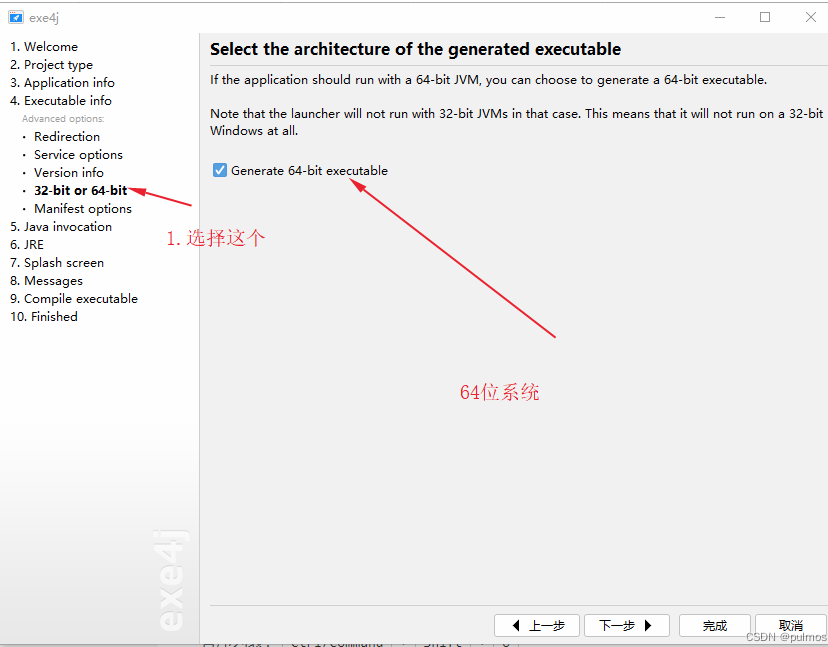 exe4j
1. Welcome
2. Project type
3. Application info
4. Executable info
Advanced options:
· Redirection
· Service options
· Version info
· 32-bit or 64-bit
· Manifest options
5. Java invocation
6. JRE
7. Splash screen
8. Messages
9. Compile executable
10. Finished
1. 选择这个
exe4j
Select the architecture of the generated executable
If the application should run with a 64-bit JVM, you can choose to generate a 64-bit executable.
Note that the launcher will not run with 32-bit JVMs in that case. This means that it will not run on a 32-bit
Windows at all.
Generate 64-bit executable
64位系统
上一步
下一步
完成
取消
CSDN @pulmos